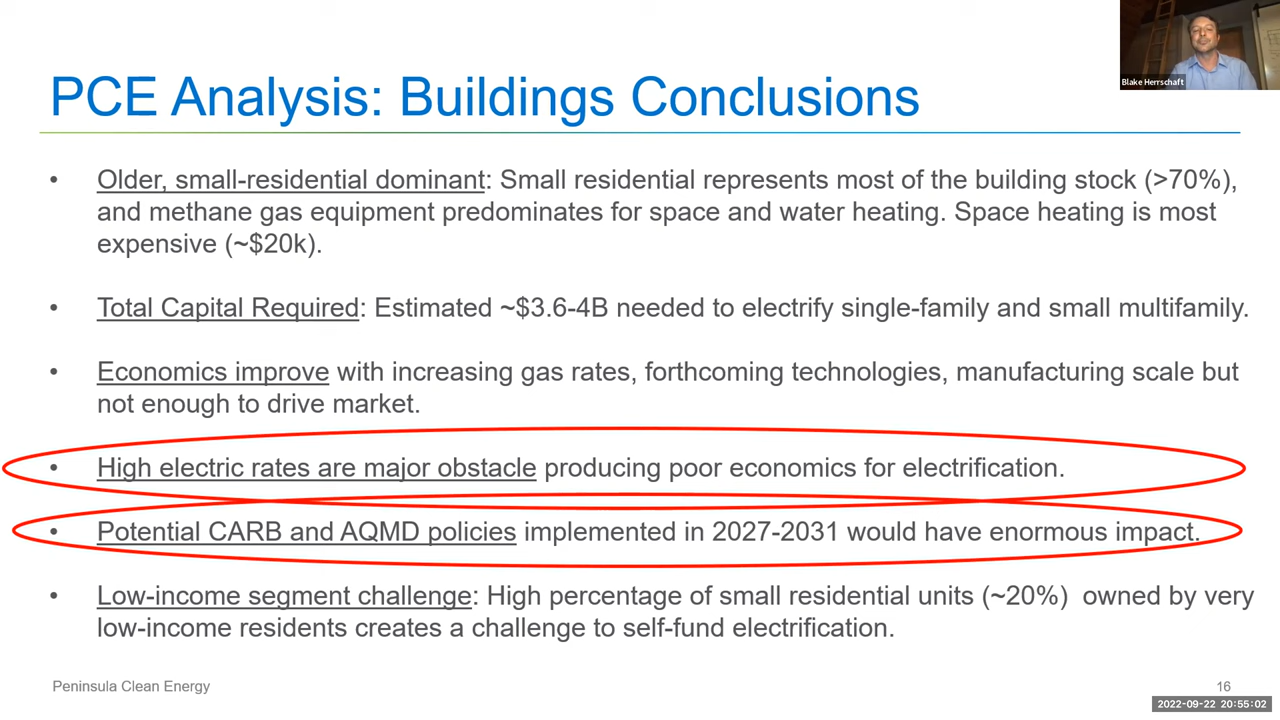 Blake Herrschaft
PCE Analysis: Buildings Conclusions
• Older, small-residential dominant: Small residential represents most of the building stock (>70%),
and methane gas equipment predominates for space and water heating. Space heating is most
expensive (~$20k).
• Total Capital Required: Estimated ~$3.6-4B needed to electrify single-family and small multifamily.
• Economics improve with increasing gas rates, forthcoming technologies, manufacturing scale but
not enough to drive market.
• High electric rates are major obstacle producing poor economics for electrification.
• Potential CARB and AQMD policies implemented in 2027-2031 would have enormous impact.
• Low-income segment challenge: High percentage of small residential units (~20%) owned by very
low-income residents creates a challenge to self-fund electrification.
Peninsula Clean Energy
16
2022-09-22 20:55:02